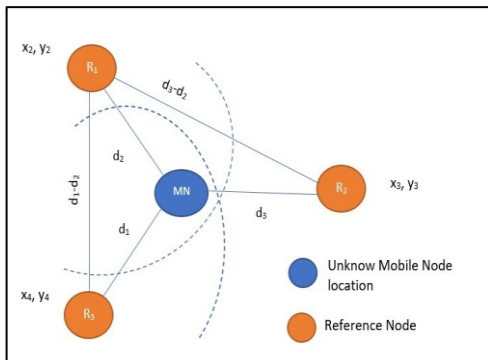 x₂, y₂
R₁
d₃-d₂
d₂
d₁-d₂
MN
R₂
x₃, y₃
d₃
d₁
Unknow Mobile Node
location
x₄, y₄
R₃
Reference Node